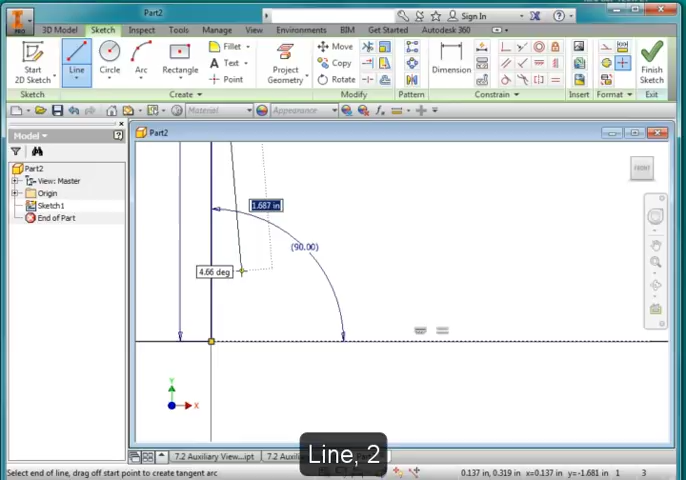 Part2
Sign In
PRO
3D Model Sketch Inspect Tools Manage View Environments BIM Get Started Autodesk 360
Start
2D Sketch
Line
Circle
Arc
Rectangle
Fillet
Text
Point
Project
Geometry
Move
Copy
Rotate
Dimension
Finish
Sketch
Sketch
Create
Modify
Pattern
Constrain
Insert
Format
Exit
Material
Appearance
Model
Part2
View: Master
Origin
Sketch1
End of Part
Part2
FRONT
1.687 in
(90.00)
4.66 deg
Y
X
7.2 Auxiliary View...ipt
Line, 2
Select end of line, drag off start point to create tangent arc
0.137 in, 0.319 in x=0.137 in y=-1.681 in 1 3